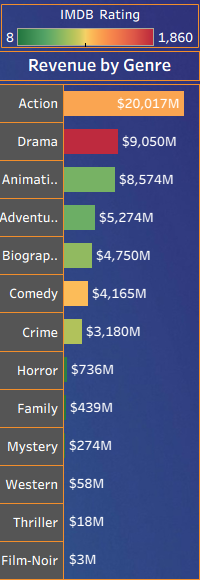 IMDB Rating
8 1,860
Revenue by Genre
Action $20,017M
Drama $9,050M
Animati.. $8,574M
Adventu.. $5,274M
Biograp.. $4,750M
Comedy $4,165M
Crime $3,180M
Horror $736M
Family $439M
Mystery $274M
Western $58M
Thriller $18M
Film-Noir $3M